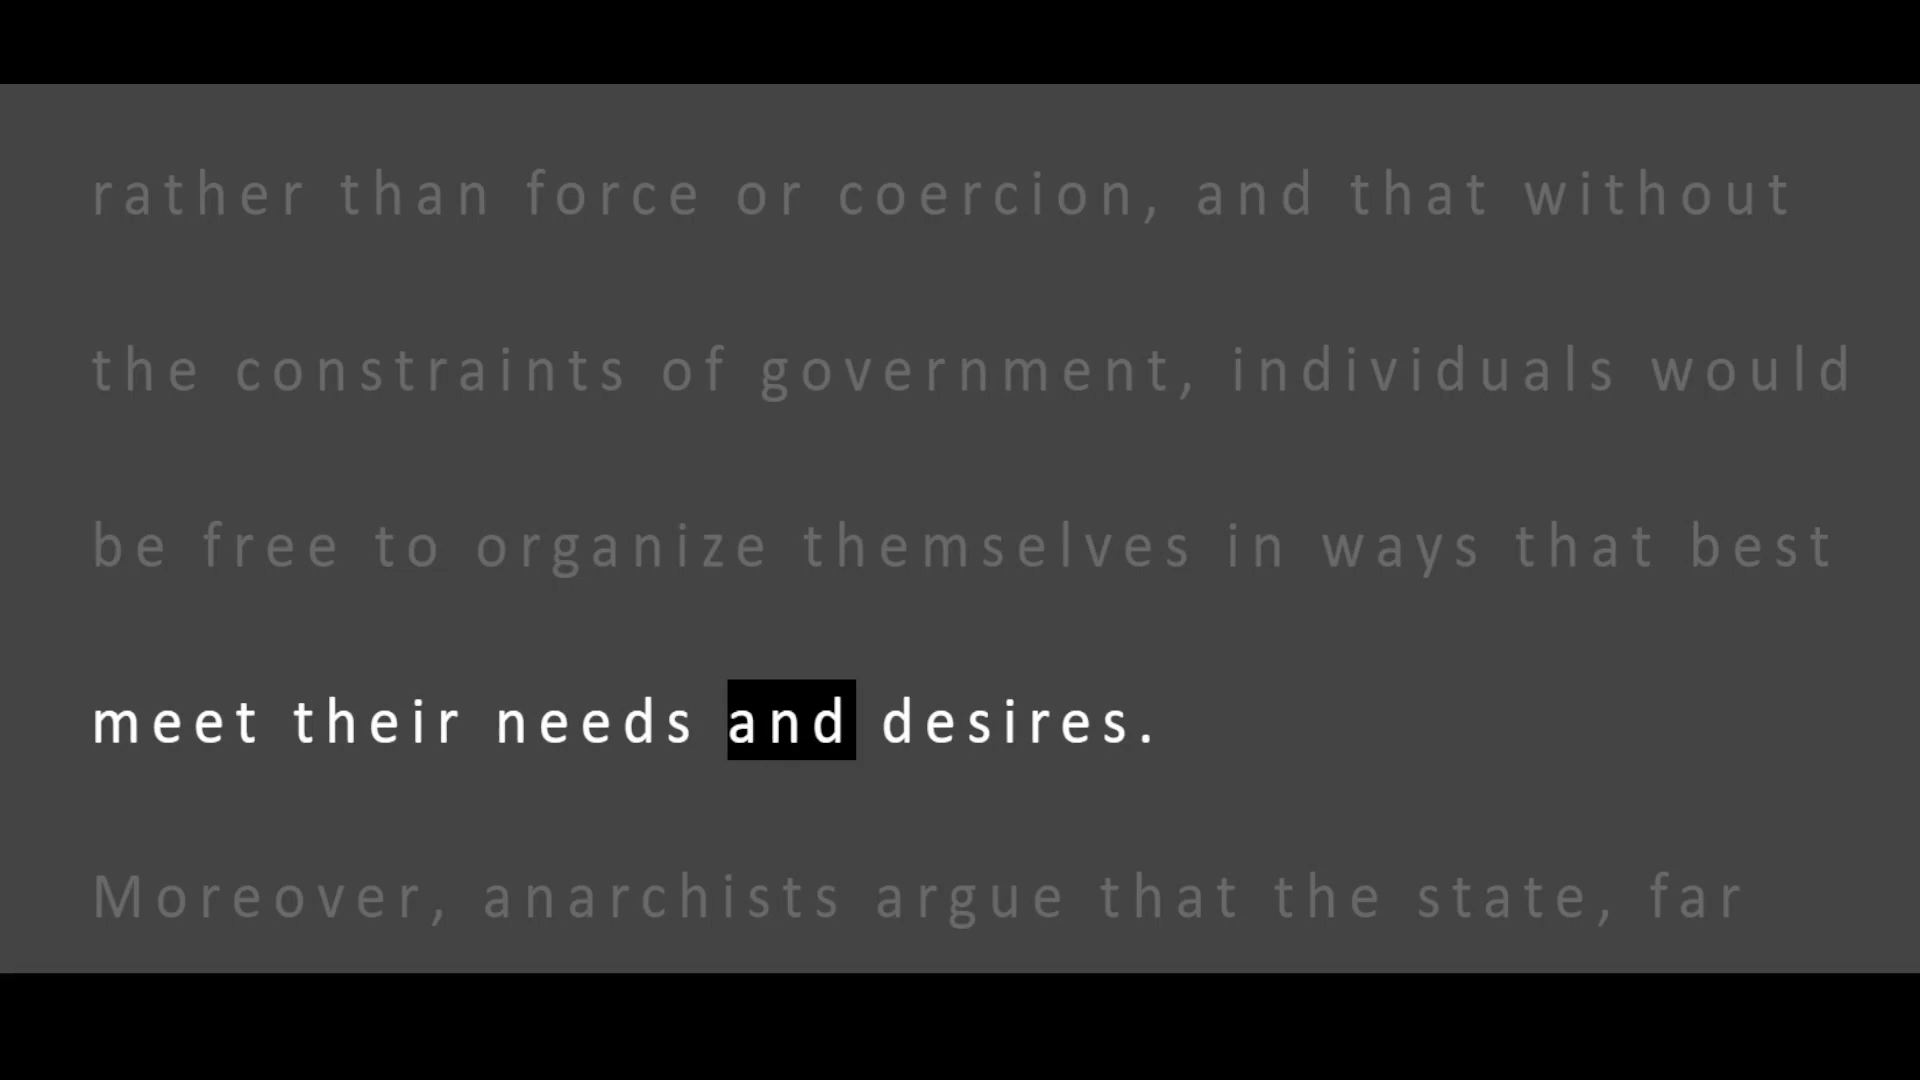 rather than force or coercion, and that without
the constraints of government, individuals would
be free to organize themselves in ways that best
meet their needs and desires.
Moreover, anarchists argue that the state, far